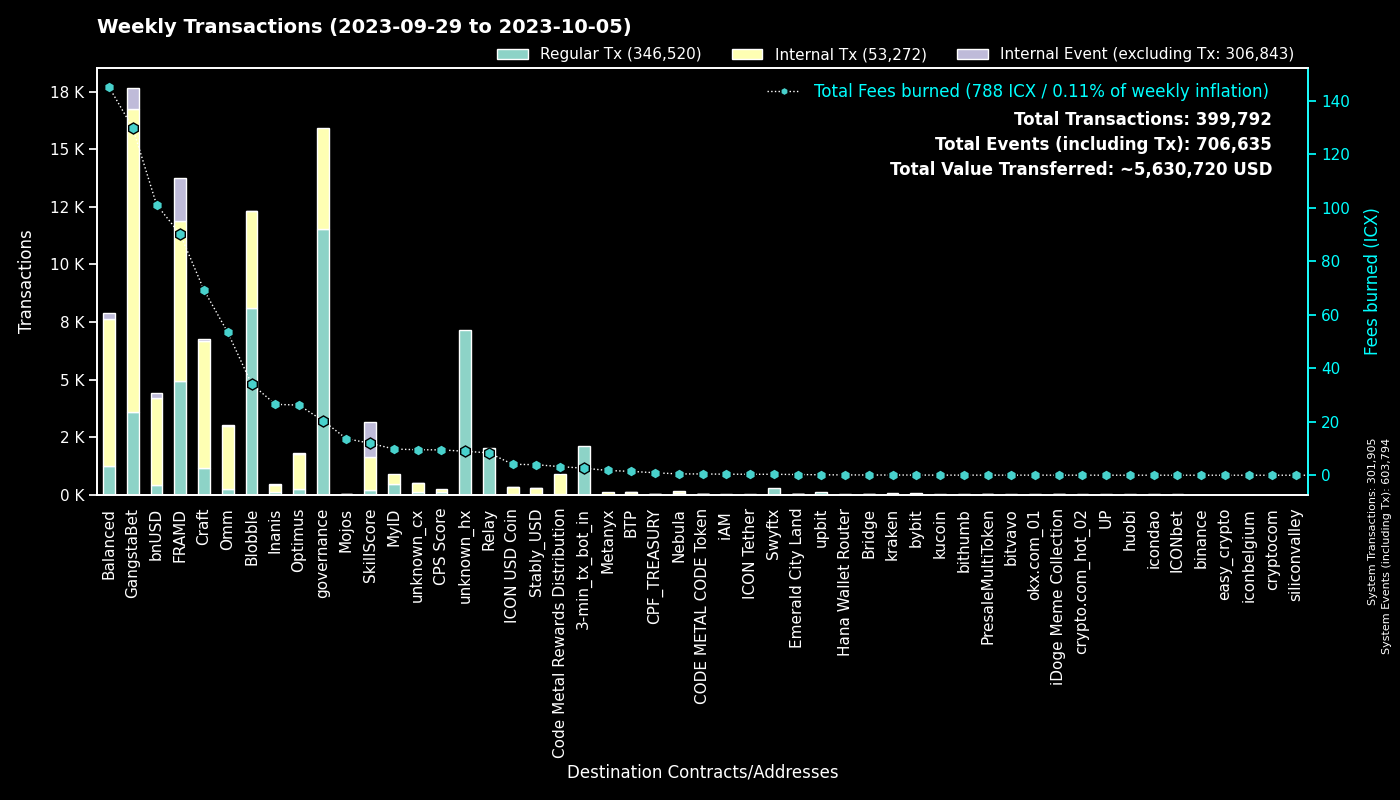 Weekly Transactions (2023-09-29 to 2023-10-05)
Regular Tx (346,520)
Internal Tx (53,272)
Internal Event (excluding Tx: 306,843)
Total Fees burned (788 ICX / 0.11% of weekly inflation)
Total Transactions: 399,792
Total Events (including Tx): 706,635
Total Value Transferred: ~5,630,720 USD
Transactions
18 K
15 K
12 K
10 K
8 K
5 K
2 K
0 K
140
120
100
80
60
40
20
0
Fees burned (ICX)
Balanced
GangstaBet
bnUSD
FRAMD
Craft
Omm
Blobble
Inanis
Optimus
governance
Mojos
SkillScore
MyID
unknown_cx
CPS Score
unknown_hx
Relay
ICON USD Coin
Stably_USD
Code Metal Rewards Distribution
3-min_tx_bot_in
Metanyx
BTP
CPF_TREASURY
Nebula
CODE METAL CODE Token
iAM
ICON Tether
Swyftx
Emerald City Land
upbit
Hana Wallet Router
Bridge
kraken
bybit
kucoin
bithumb
PresaleMultiToken
bitvavo
okx.com_01
iDoge Meme Collection
crypto.com_hot_02
UP
huobi
icondao
ICONbet
binance
easy_crypto
iconbelgium
cryptocom
siliconvalley
Destination Contracts/Addresses
System Transactions: 301,905
System Events (including Tx): 603,794